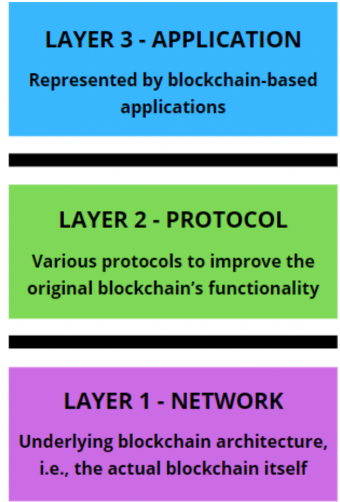 LAYER 3 - APPLICATION
Represented by blockchain-based
applications
LAYER 2 - PROTOCOL
Various protocols to improve the
original blockchain's functionality
LAYER 1 - NETWORK
Underlying blockchain architecture,
i.e., the actual blockchain itself